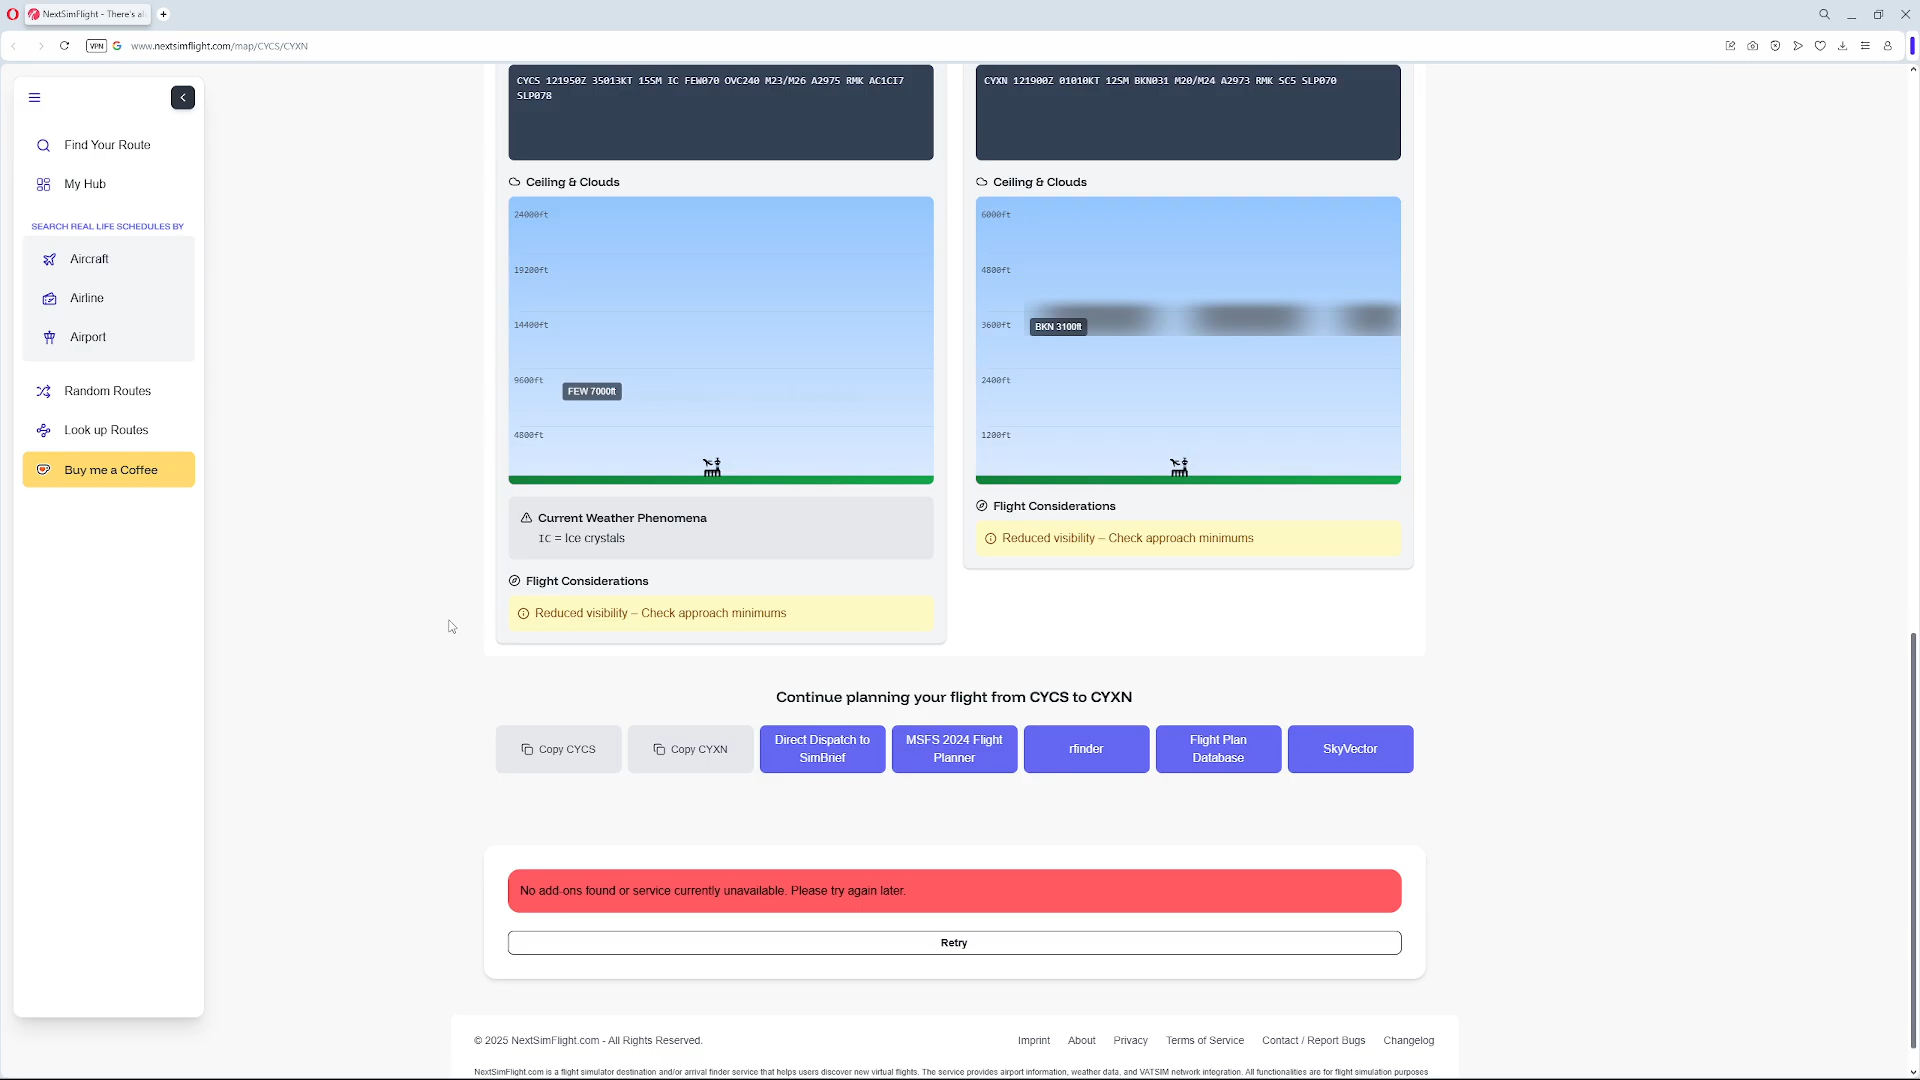 NextSimFlight - There's al
VPN
www.nextsimflight.com/map/CYCS/CYXN
Find Your Route
My Hub
SEARCH REAL LIFE SCHEDULES BY
Aircraft
Airline
Airport
Random Routes
Look up Routes
Buy me a Coffee
CYCS 121950Z 35013KT 15SM IC FEW070 OVC240 M23/M26 A2975 RMK AC1CI7
SLP078
Ceiling & Clouds
24000ft
19200ft
14400ft
9600ft
FEW 7000ft
4800ft
Current Weather Phenomena
IC = Ice crystals
Flight Considerations
Reduced visibility – Check approach minimums
CYXN 121900Z 01010KT 12SM BKN031 M20/M24 A2973 RMK SC5 SLP070
Ceiling & Clouds
6000ft
4800ft
3600ft
BKN 3100ft
2400ft
1200ft
Flight Considerations
Reduced visibility – Check approach minimums
Continue planning your flight from CYCS to CYXN
Copy CYCS
Copy CYXN
Direct Dispatch to
SimBrief
MSFS 2024 Flight
Planner
rfinder
Flight Plan
Database
SkyVector
No add-ons found or service currently unavailable. Please try again later.
Retry
© 2025 NextSimFlight.com - All Rights Reserved.
Imprint
About
Privacy
Terms of Service
Contact / Report Bugs
Changelog
NextSimFlight.com is a flight simulator destination and/or arrival finder service that helps users discover new virtual flights. The service provides airport information, weather data, and VATSIM network integration. All functionalities are for flight simulation purposes